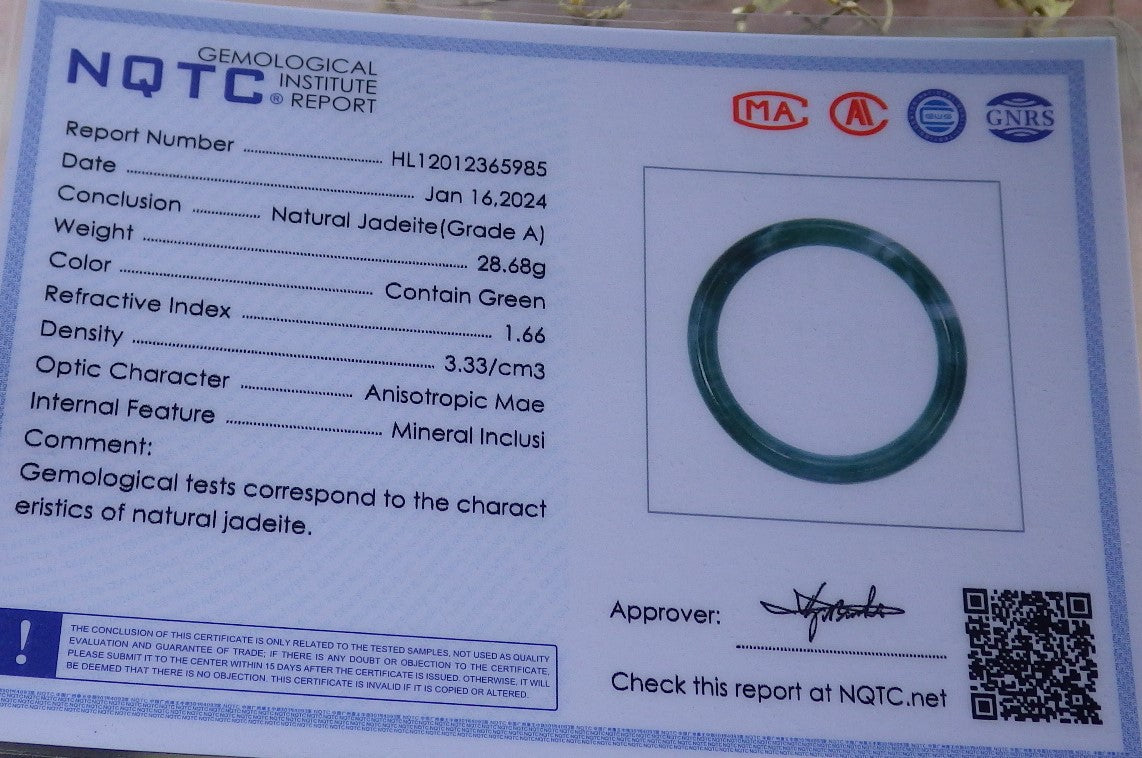 NQTC® GEMOLOGICAL INSTITUTE REPORT
MA
GNRS
Report Number HL12012365985
Date Jan 16,2024
Conclusion Natural Jadeite(Grade A)
Weight 28.68g
Color Contain Green
Refractive Index 1.66
Density 3.33/cm3
Optic Character Anisotropic Mae
Internal Feature Mineral Inclusi
Comment:
Gemological tests correspond to the charact
eristics of natural jadeite.
Approver:
Check this report at NQTC.net
!
THE CONCLUSION OF THIS CERTIFICATE IS ONLY RELATED TO THE TESTED SAMPLES, NOT USED AS QUALITY
EVALUATION AND GUARANTEE OF TRADE; IF THERE IS ANY DOUBT OR OBJECTION TO THE CERTIFICATE,
PLEASE SUBMIT IT TO THE CENTER WITHIN 15 DAYS AFTER THE CERTIFICATE IS ISSUED. OTHERWISE, IT WILL
BE DEEMED THAT THERE IS NO OBJECTION. THIS CERTIFICATE IS INVALID IF IT IS COPIED OR ALTERED.